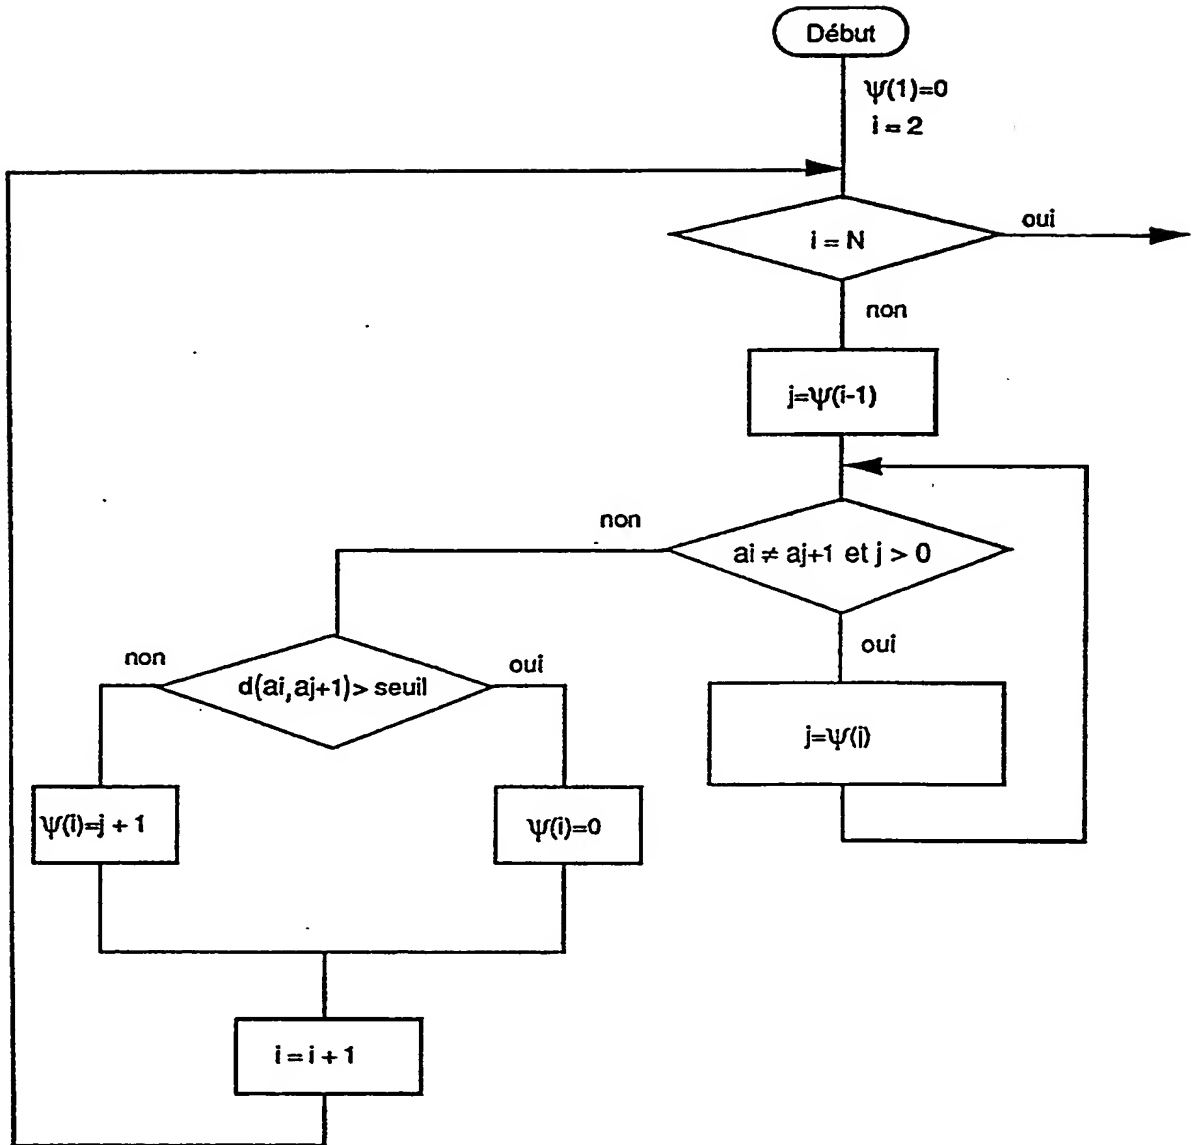 Début
Ψ(1)=0
i = 2
i = N
oui
non
j=Ψ(i-1)
non
ai ≠ aj+1 et j > 0
oui
non
d(ai,aj+1)> seuil
oui
j=Ψ(j)
Ψ(i)=j + 1
Ψ(i)=0
i = i + 1